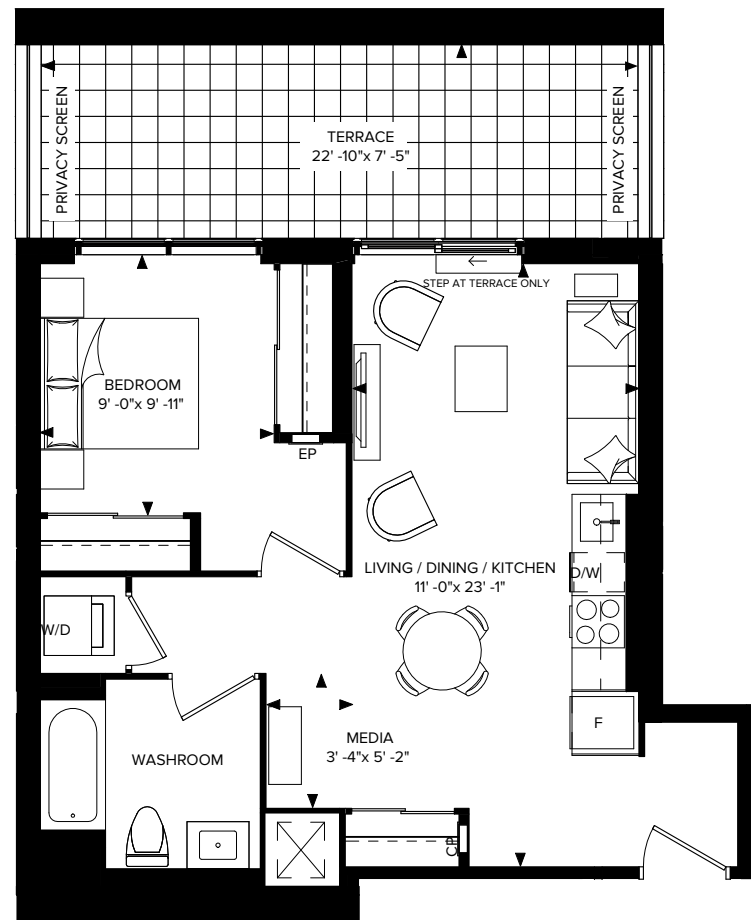 PRIVACY SCREEN
TERRACE
22' -10"x 7' -5"
PRIVACY SCREEN
STEP AT TERRACE ONLY
BEDROOM
9' -0"x 9' -11"
EP
LIVING / DINING / KITCHEN
11' -0"x 23' -1"
D/W
W/D
F
MEDIA
3' -4"x 5' -2"
WASHROOM
CP